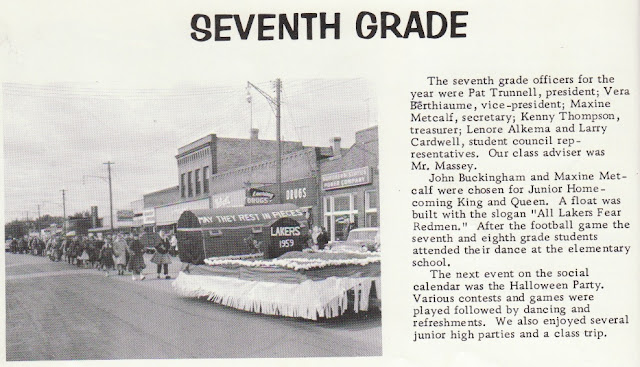 SEVENTH GRADE
DRUGS
DRUGS
POWER COMPANY
MAY THEY REST IN PIECES
LAKERS
1959
The seventh grade officers for the
year were Pat Trunnell, president; Vera
Berthiaume, vice-president; Maxine
Metcalf, secretary; Kenny Thompson,
treasurer; Lenore Alkema and Larry
Cardwell, student council rep-
resentatives. Our class adviser was
Mr. Massey.
John Buckingham and Maxine Met-
calf were chosen for Junior Home-
coming King and Queen. A float was
built with the slogan "All Lakers Fear
Redmen." After the football game the
seventh and eighth grade students
attended their dance at the elementary
school.
The next event on the social
calendar was the Halloween Party.
Various contests and games were
played followed by dancing and
refreshments. We also enjoyed several
junior high parties and a class trip.